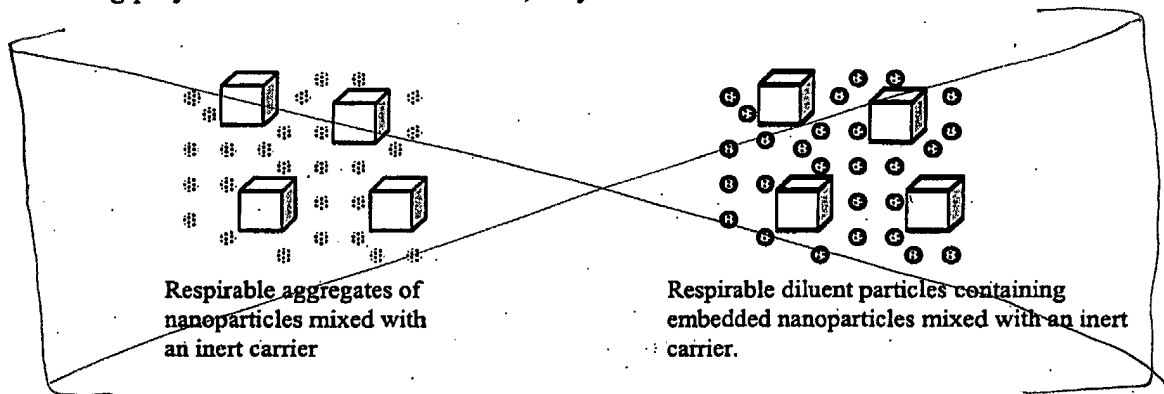 Respirable aggregates of
nanoparticles mixed with
an inert carrier
Respirable diluent particles containing
embedded nanoparticles mixed with an inert
carrier.